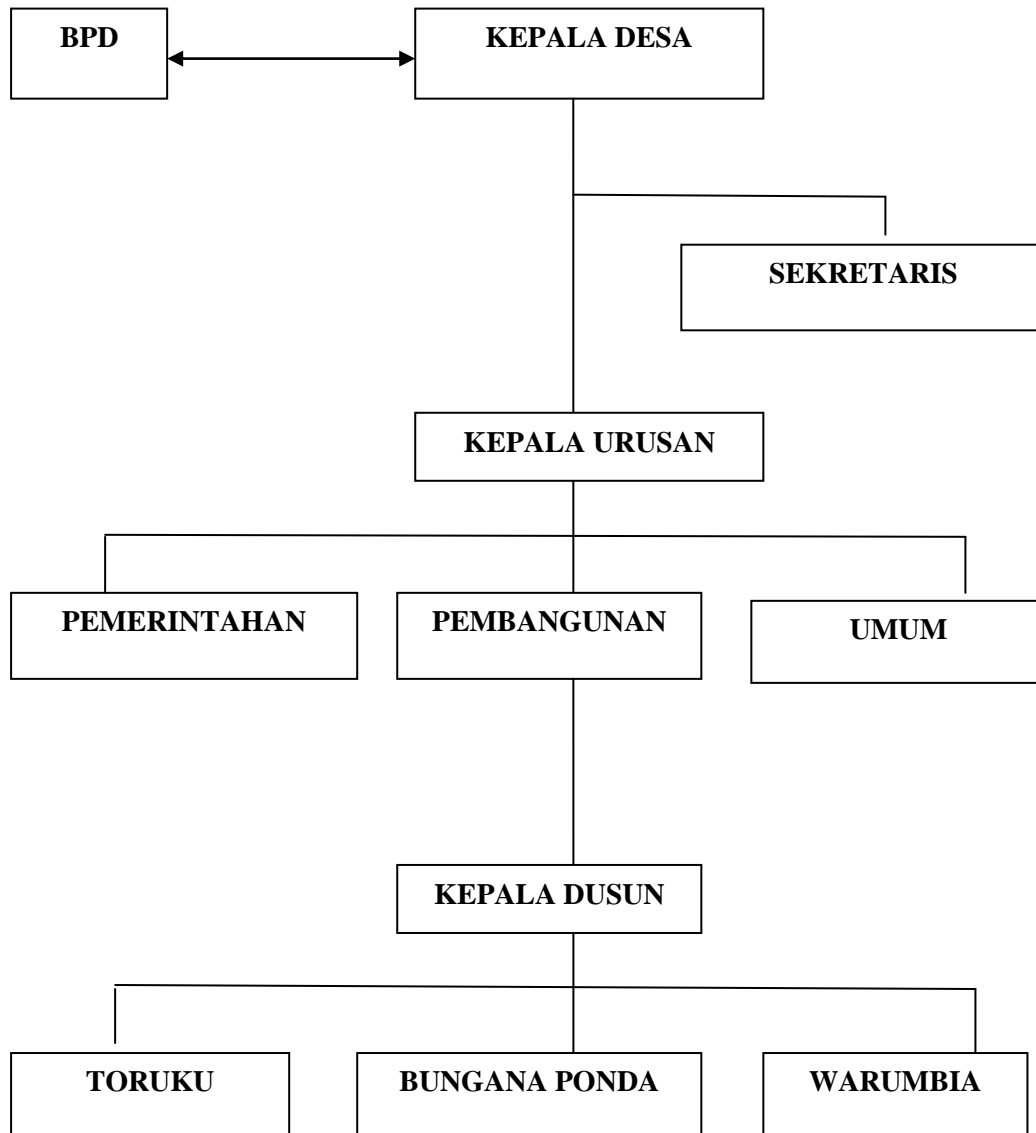 BPD
KEPALA DESA
SEKRETARIS
KEPALA URUSAN
PEMERINTAHAN
PEMBANGUNAN
UMUM
KEPALA DUSUN
TORUKU
BUNGANA PONDA
WARUMBIA